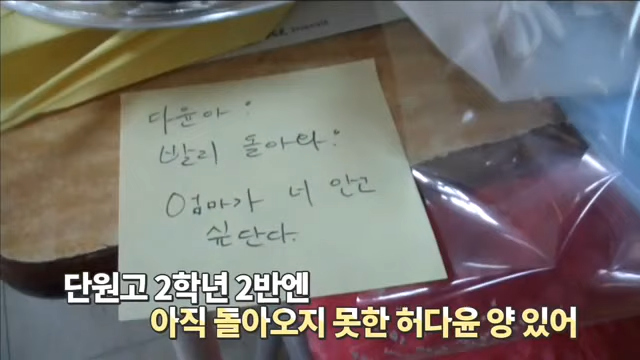 다윤아:
빨리 돌아와:
엄마가 너 안고
싶단다.
단원고 2학년 2반엔
아직 돌아오지 못한 허다윤 양 있어